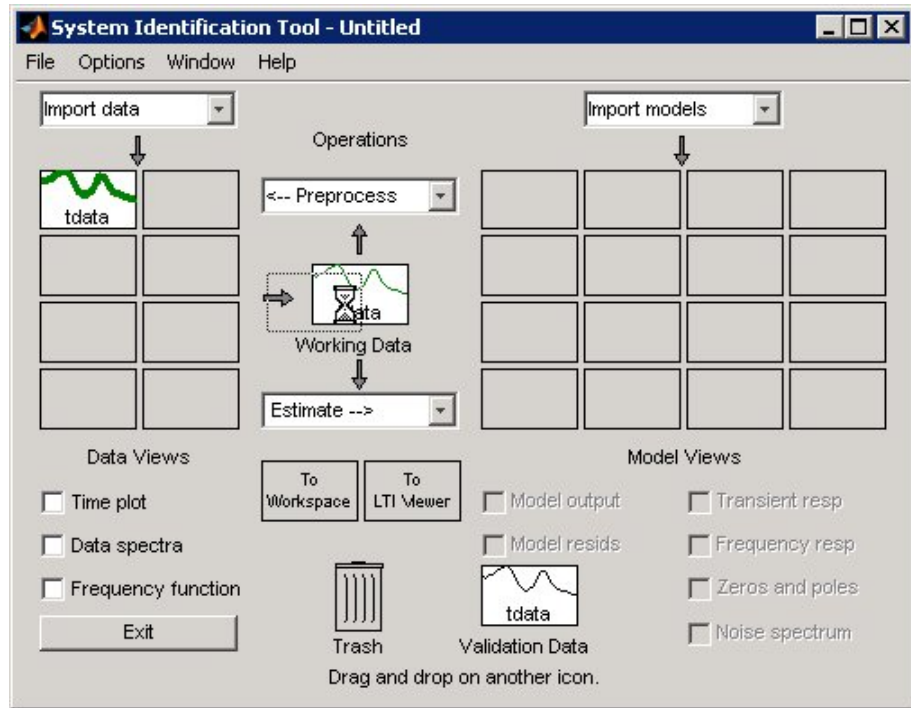 System Identification Tool - Untitled
File Options Window Help
Import data
Import models
Operations
<-- Preprocess
tdata
Working Data
Estimate -->
Data Views
Model Views
To Workspace
To LTI Viewer
Time plot
Data spectra
Frequency function
Model output
Transient resp
Model resids
Frequency resp
Zeros and poles
Noise spectrum
tdata
Exit
Trash
Validation Data
Drag and drop on another icon.